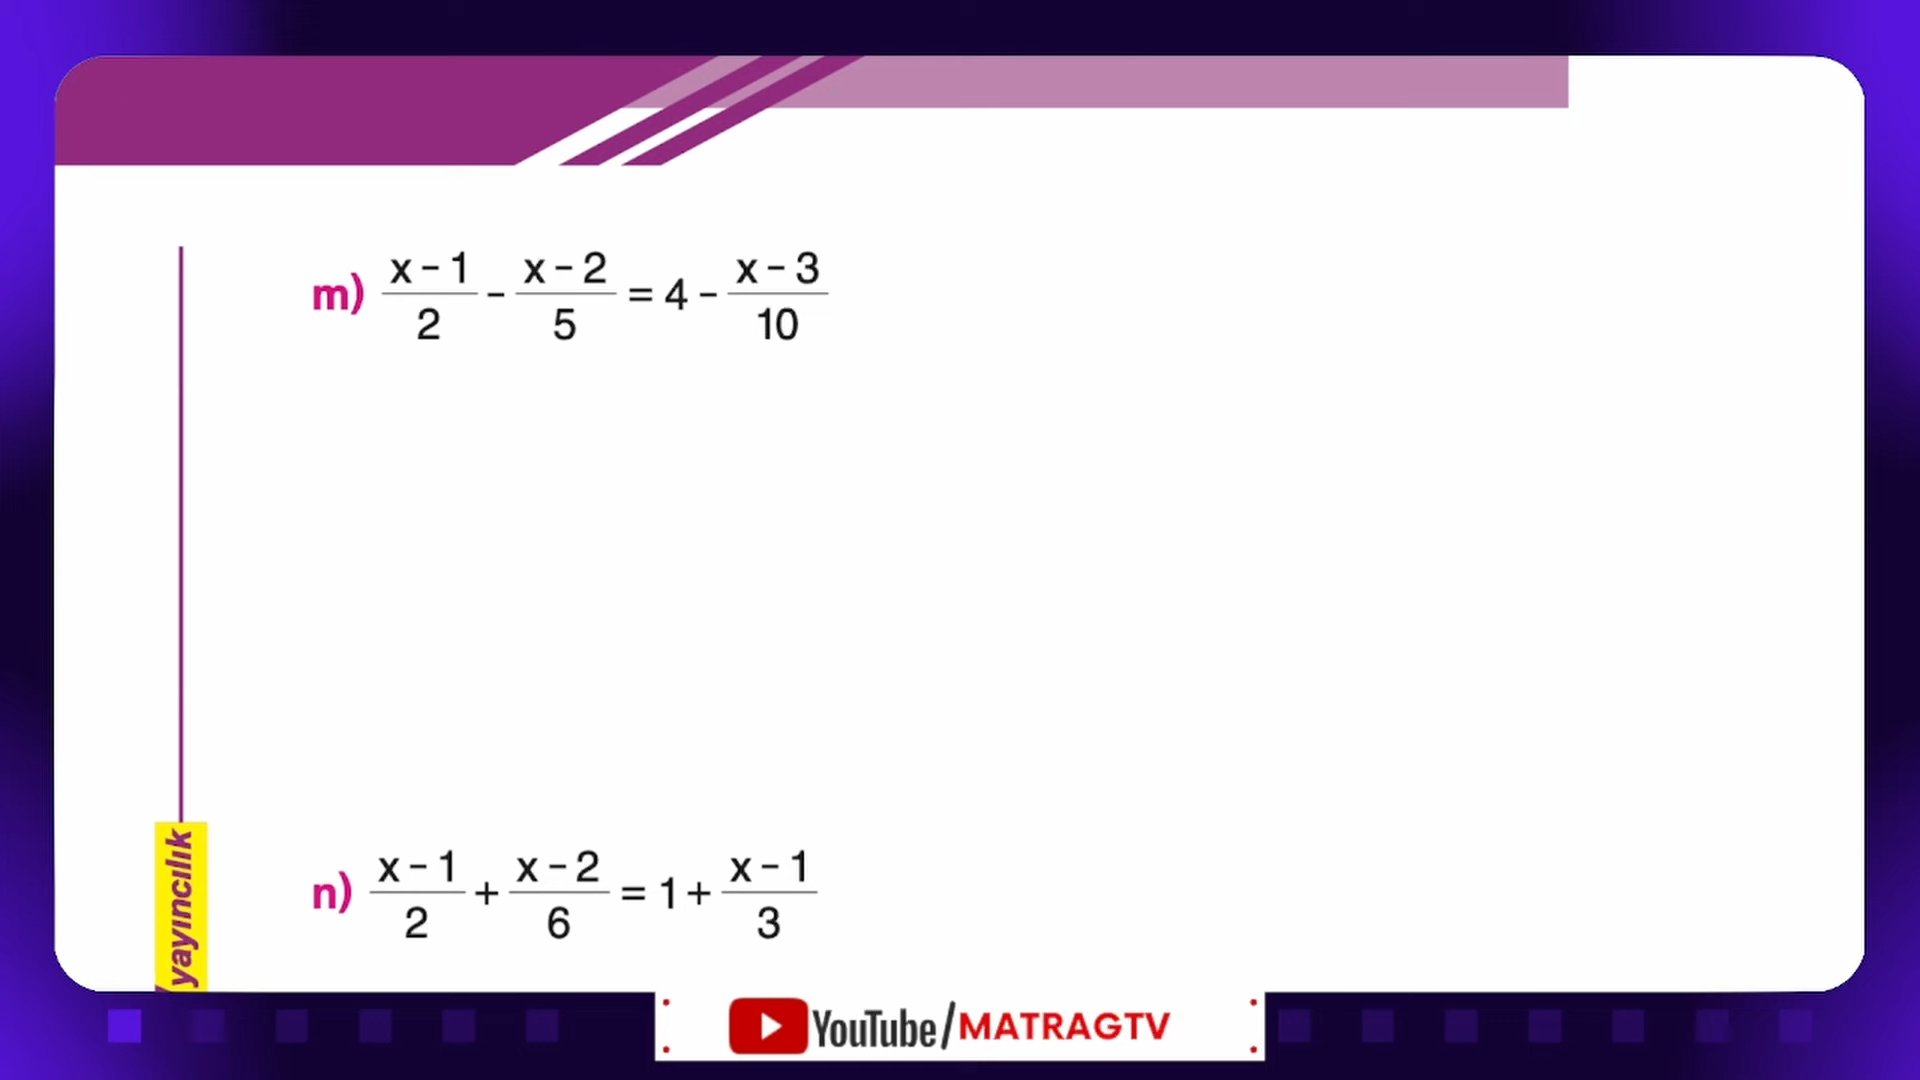 m) x – 1 / 2 – x – 2 / 5 = 4 – x – 3 / 10
n) x – 1 / 2 + x – 2 / 6 = 1 + x – 1 / 3
yayıncılık
YouTube/MATRAGTV